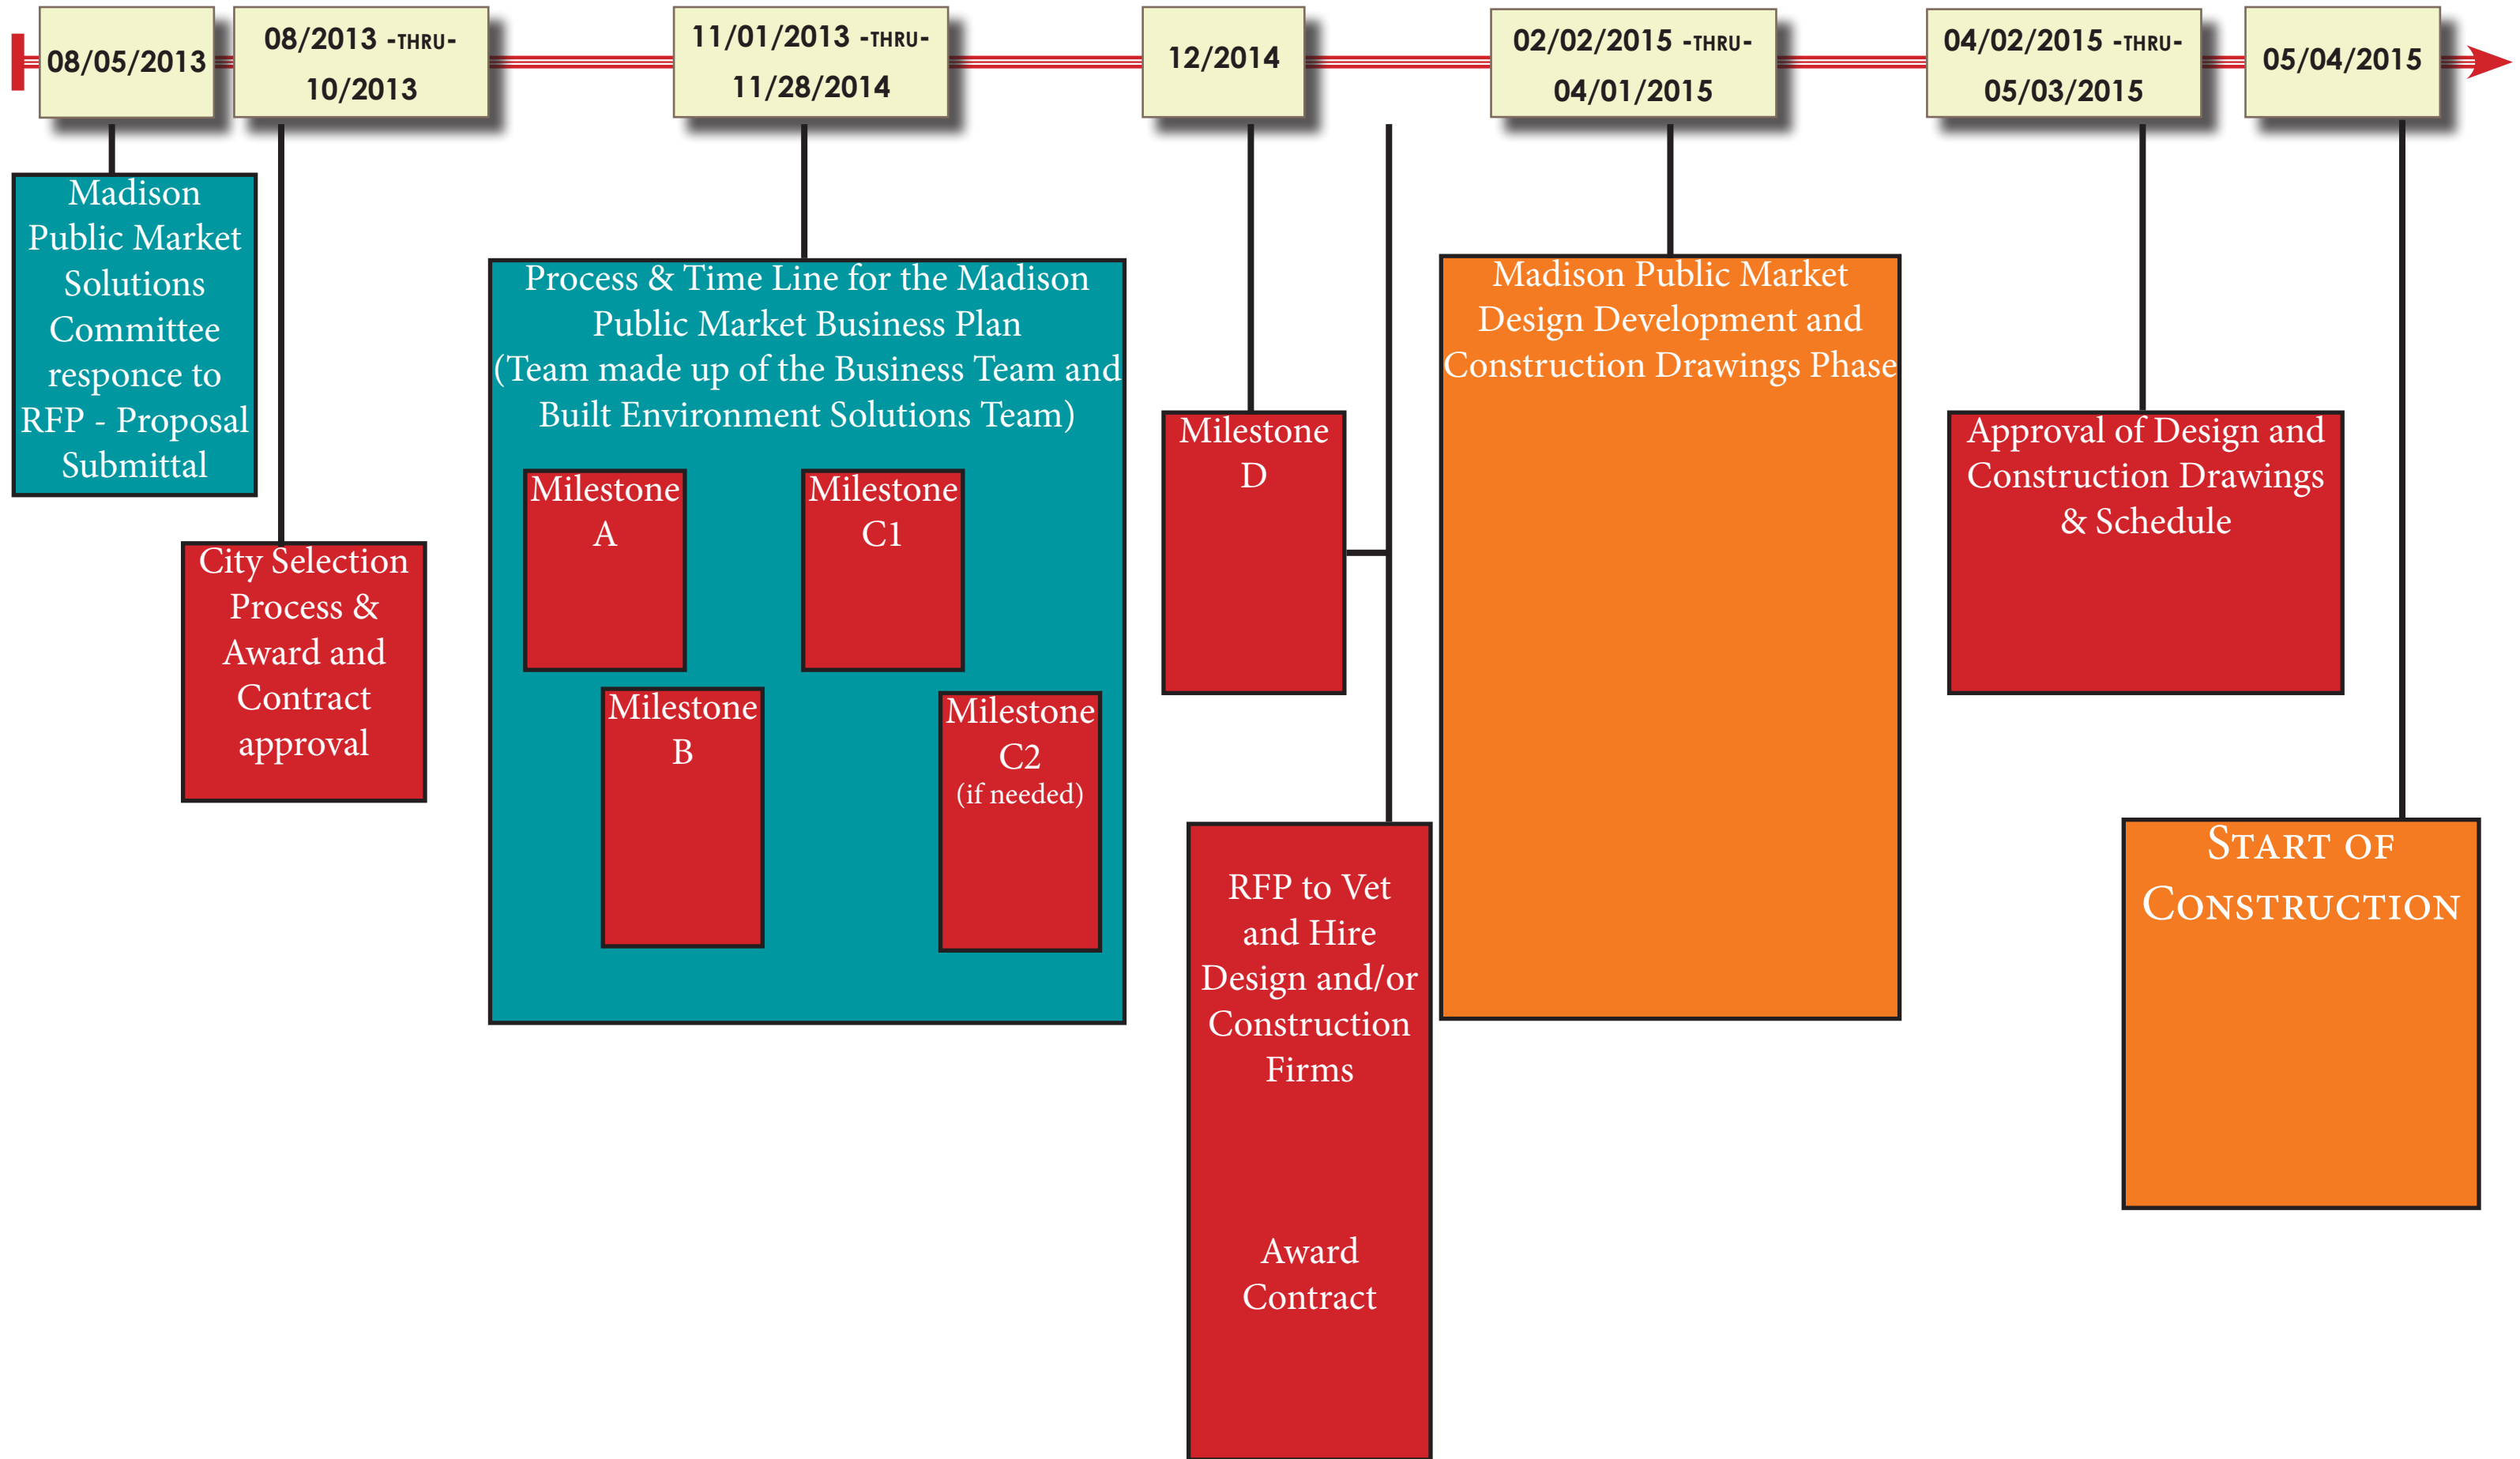 08/05/2013
08/2013 -THRU-
10/2013
11/01/2013 -THRU-
11/28/2014
12/2014
02/02/2015 -THRU-
04/01/2015
04/02/2015 -THRU-
05/03/2015
05/04/2015
Madison
Public Market
Solutions
Committee
responce to
RFP - Proposal
Submittal
City Selection
Process &
Award and
Contract
approval
Process & Time Line for the Madison
Public Market Business Plan
(Team made up of the Business Team and
Built Environment Solutions Team)
Milestone
A
Milestone
B
Milestone
C1
Milestone
C2
(if needed)
Milestone
D
RFP to Vet
and Hire
Design and/or
Construction
Firms
Award
Contract
Madison Public Market
Design Development and
Construction Drawings Phase
Approval of Design and
Construction Drawings
& Schedule
Start of
Construction